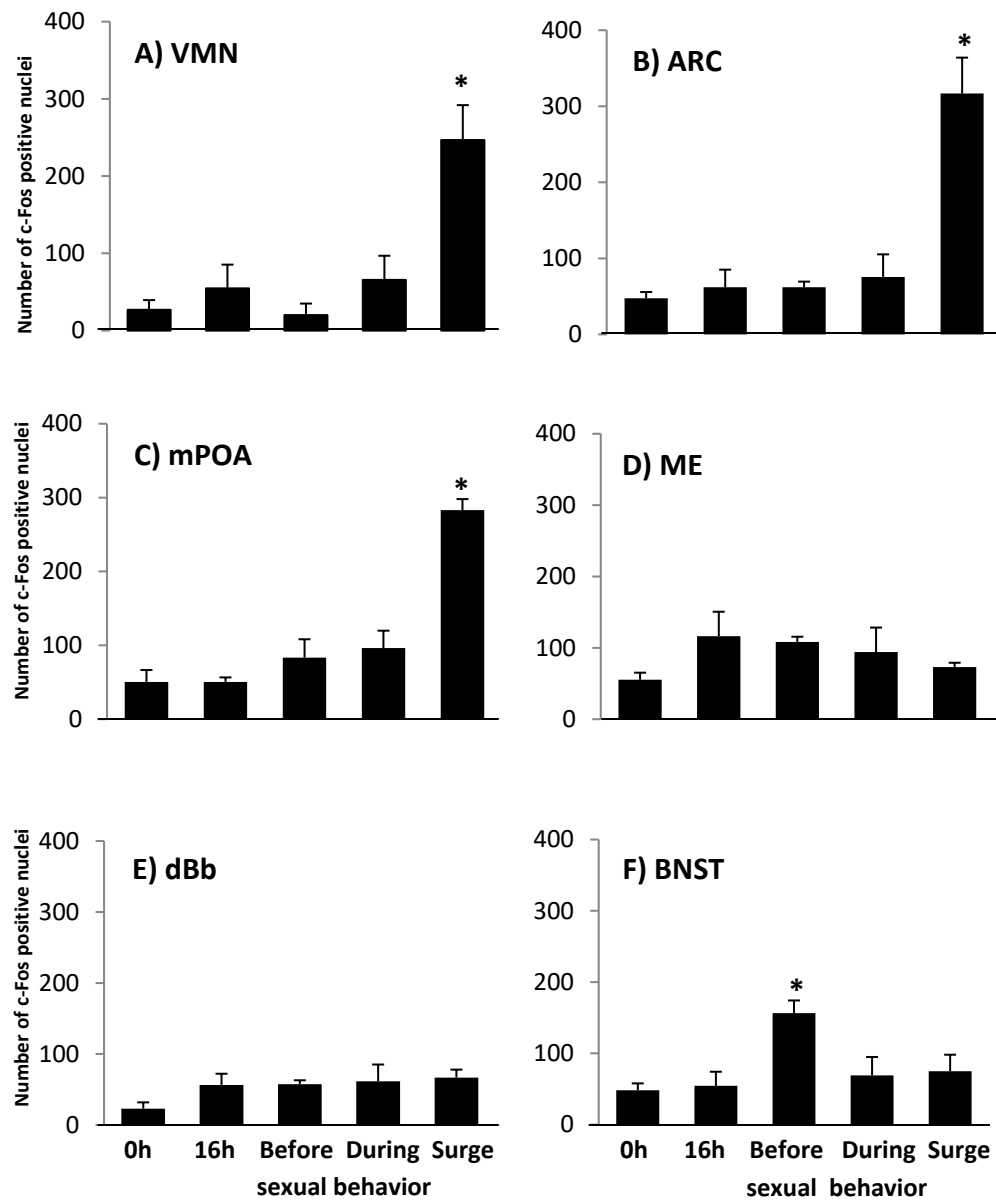 A) VMN
*
Number of c-Fos positive nuclei
400
300
200
100
0
B) ARC
*
400
300
200
100
0
C) mPOA
*
Number of c-Fos positive nuclei
400
300
200
100
0
D) ME
400
300
200
100
0
E) dBb
Number of c-Fos positive nuclei
400
300
200
100
0
0h 16h Before During Surge
sexual behavior
F) BNST
*
400
300
200
100
0
0h 16h Before During Surge
sexual behavior